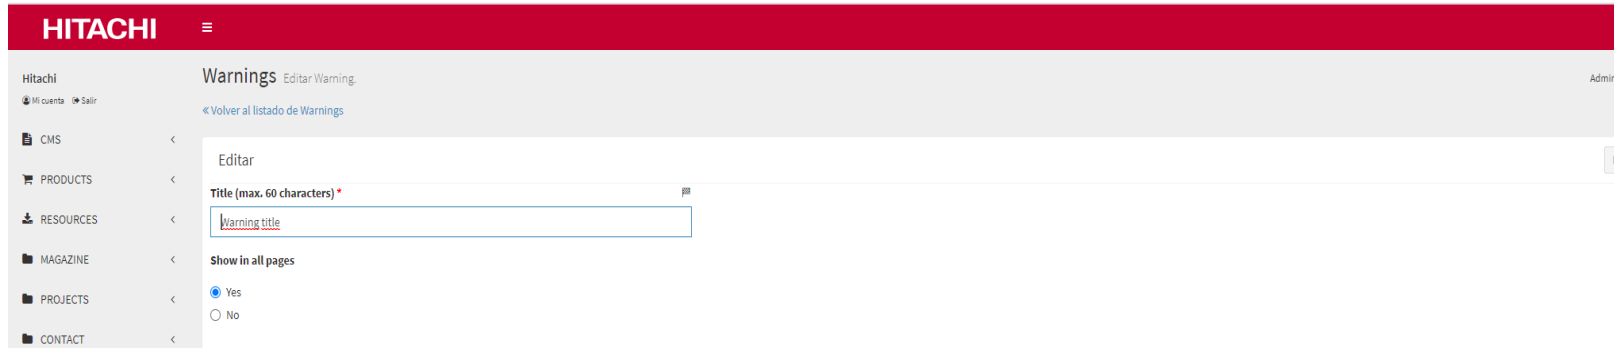 HITACHI
Hitachi
Mi cuenta Salir
CMS
PRODUCTS
RESOURCES
MAGAZINE
PROJECTS
CONTACT
Warnings Editar Warning.
« Volver al listado de Warnings
Editar
Title (max. 60 characters) *
Warning title
Show in all pages
Yes
No